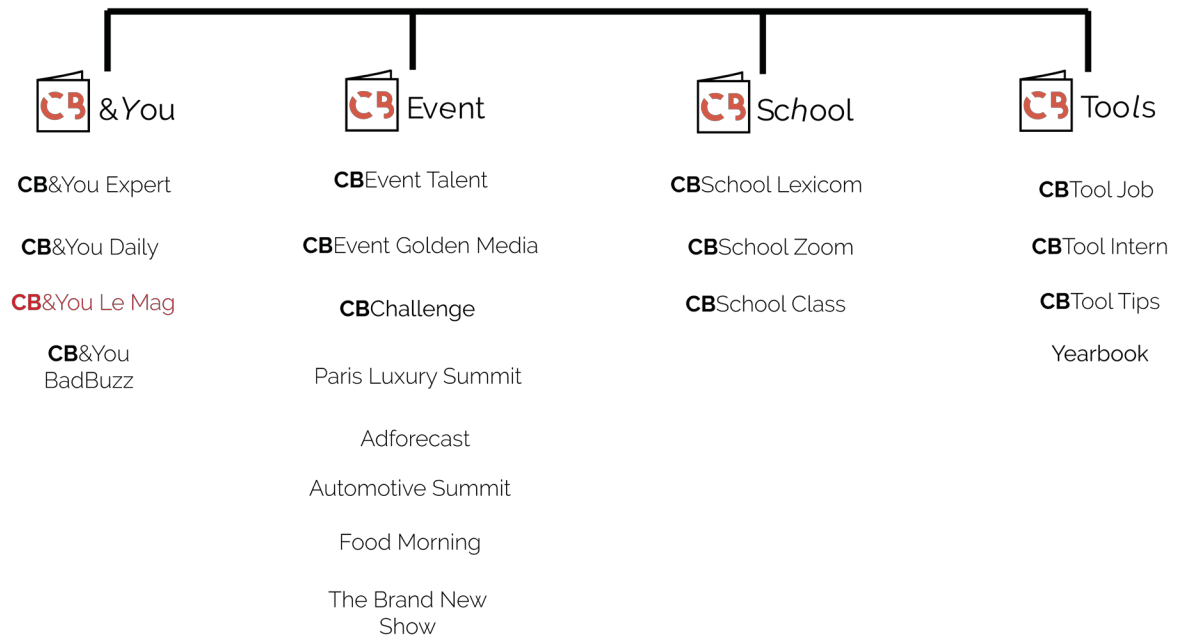 CB &You
CB&You Expert
CB&You Daily
CB&You Le Mag
CB&You
BadBuzz
CB Event
CBEvent Talent
CBEvent Golden Media
CBChallenge
Paris Luxury Summit
Adforecast
Automotive Summit
Food Morning
The Brand New
Show
CB School
CBSchool Lexicom
CBSchool Zoom
CBSchool Class
CB Tools
CBTool Job
CBTool Intern
CBTool Tips
Yearbook